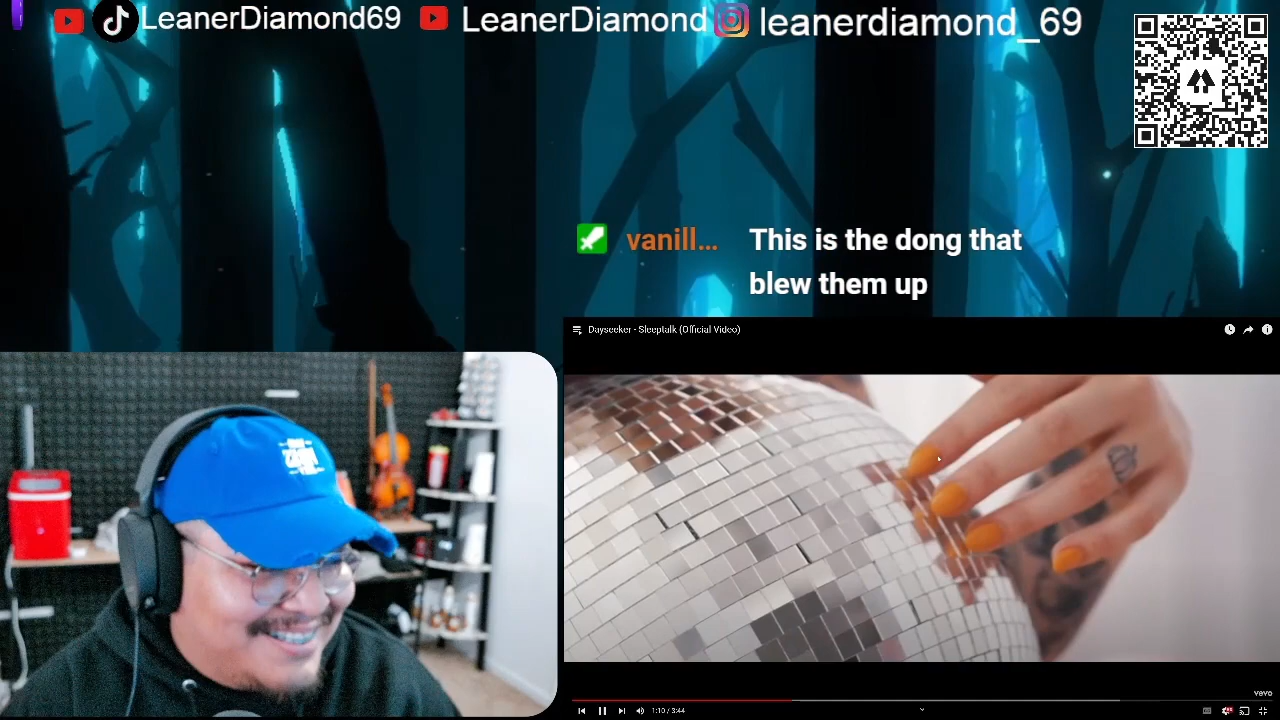 LeanerDiamond69
LeanerDiamond
leanerdiamond_69
vanill...
This is the dong that
blew them up
Dayseeker - Sleeptalk (Official Video)
vevo
1:10 / 3:44